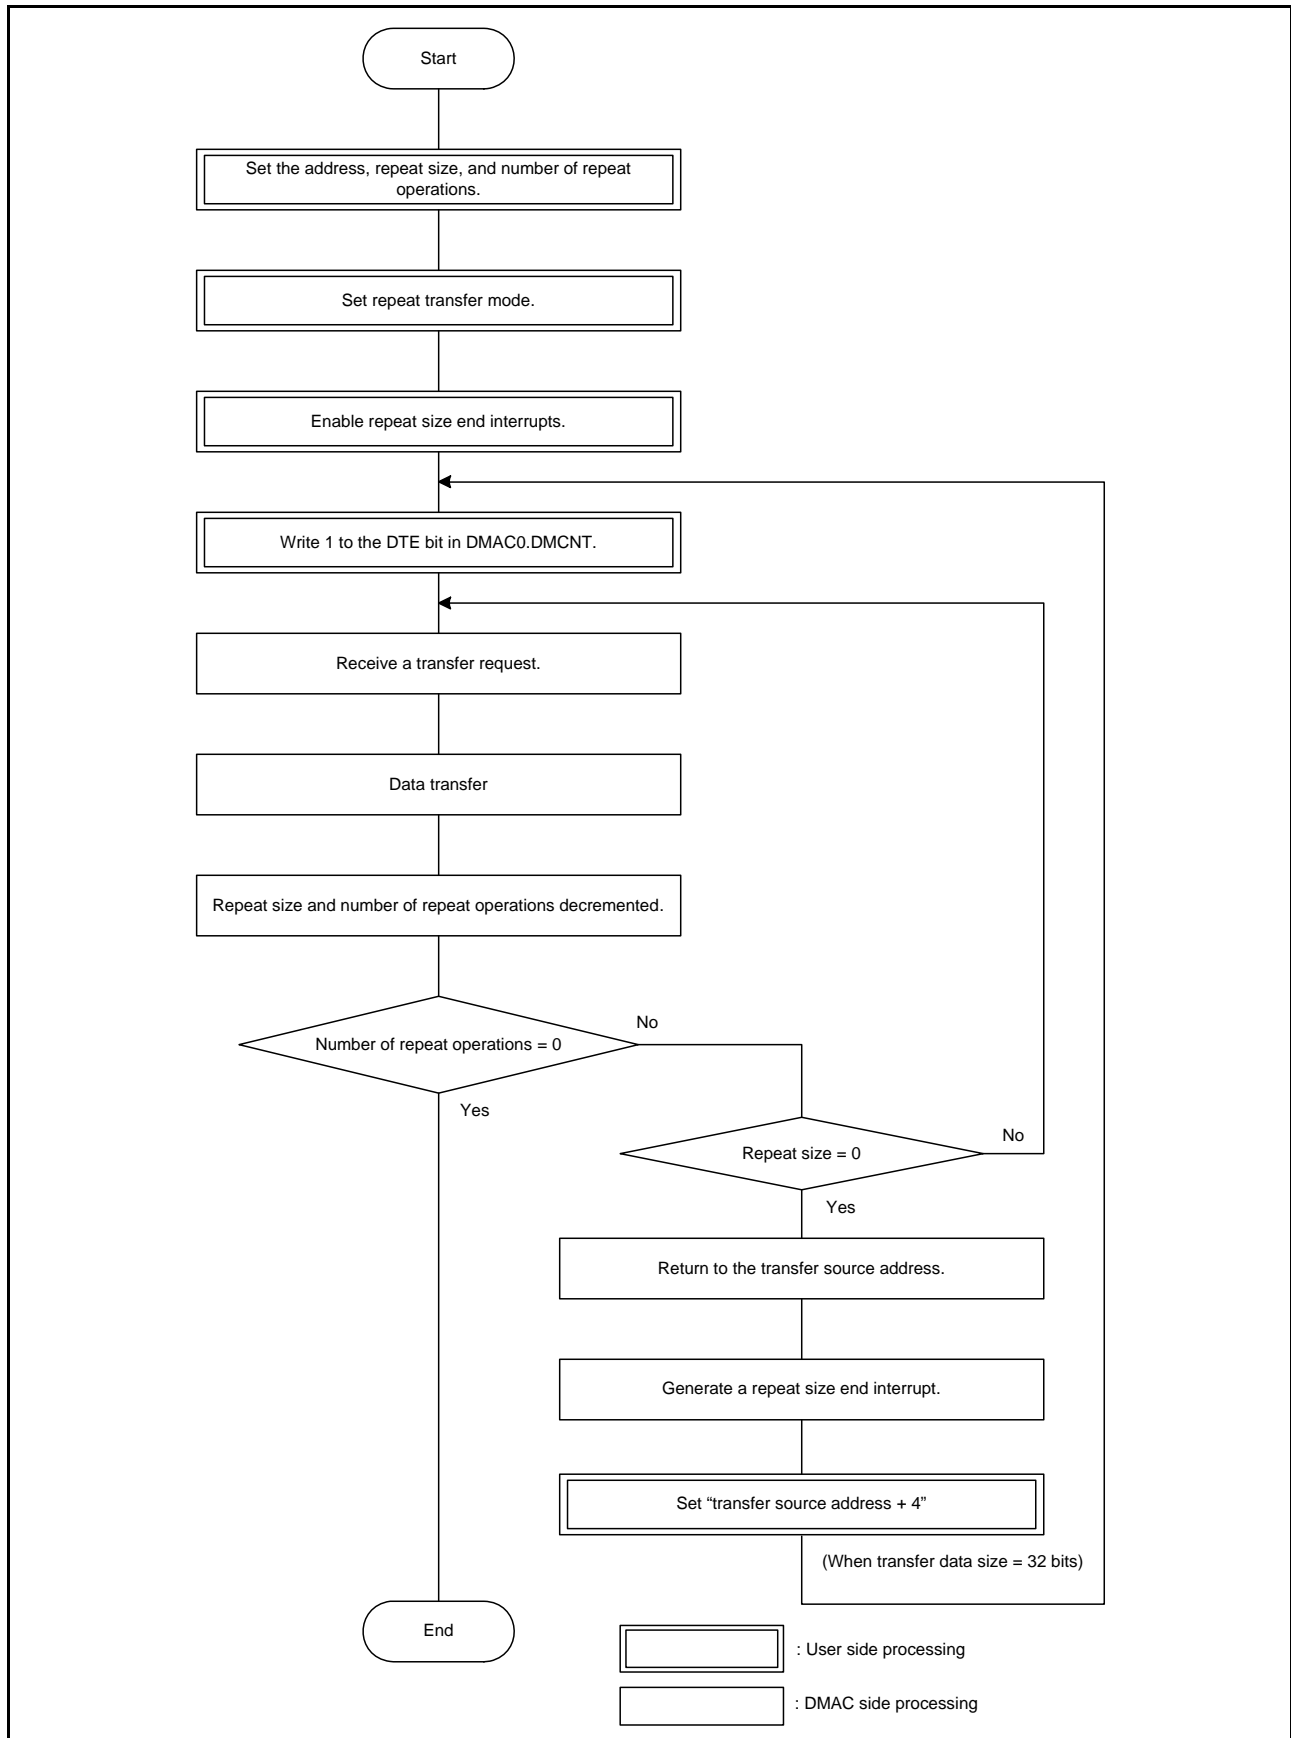 Start
Set the address, repeat size, and number of repeat
operations.
Set repeat transfer mode.
Enable repeat size end interrupts.
Write 1 to the DTE bit in DMAC0.DMCNT.
Receive a transfer request.
Data transfer
Repeat size and number of repeat operations decremented.
Number of repeat operations = 0
No
Yes
Repeat size = 0
No
Yes
Return to the transfer source address.
Generate a repeat size end interrupt.
Set “transfer source address + 4”
(When transfer data size = 32 bits)
End
: User side processing
: DMAC side processing